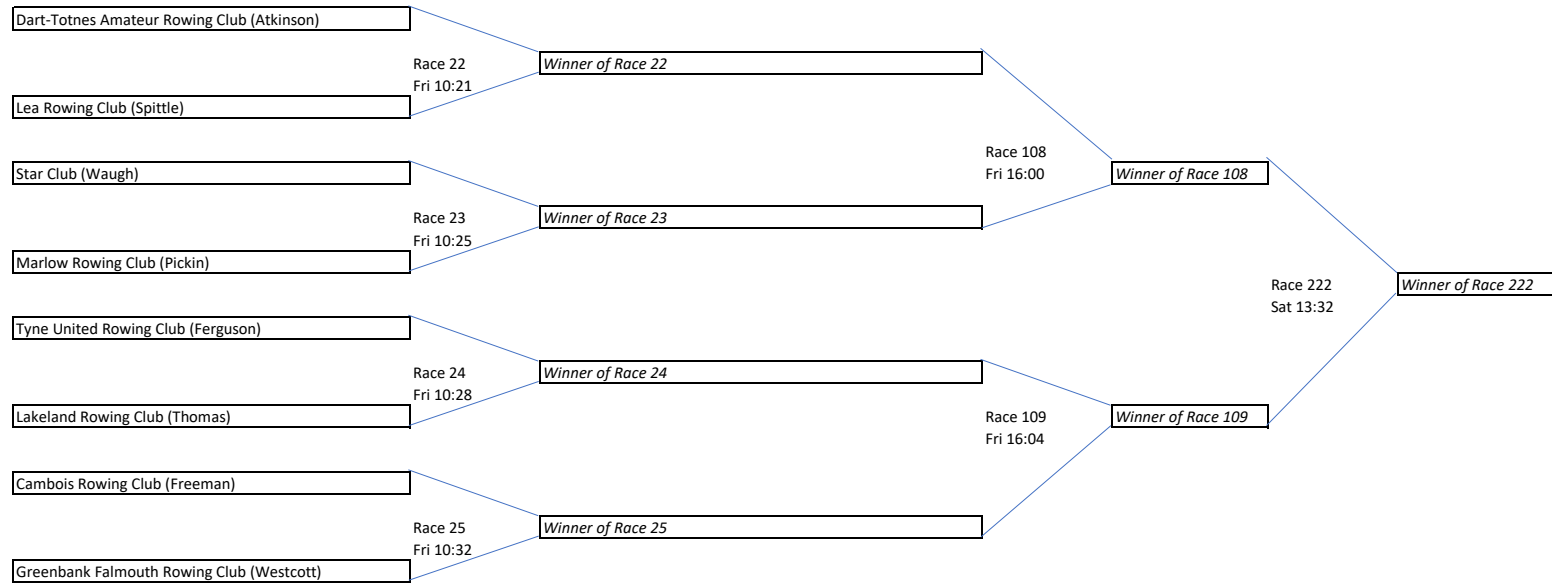 Dart-Totnes Amateur Rowing Club (Atkinson)
Race 22
Fri 10:21
Winner of Race 22
Lea Rowing Club (Spittle)
Race 108
Fri 16:00
Winner of Race 108
Star Club (Waugh)
Race 23
Fri 10:25
Winner of Race 23
Marlow Rowing Club (Pickin)
Race 222
Sat 13:32
Winner of Race 222
Tyne United Rowing Club (Ferguson)
Race 24
Fri 10:28
Winner of Race 24
Lakeland Rowing Club (Thomas)
Race 109
Fri 16:04
Winner of Race 109
Cambois Rowing Club (Freeman)
Race 25
Fri 10:32
Winner of Race 25
Greenbank Falmouth Rowing Club (Westcott)